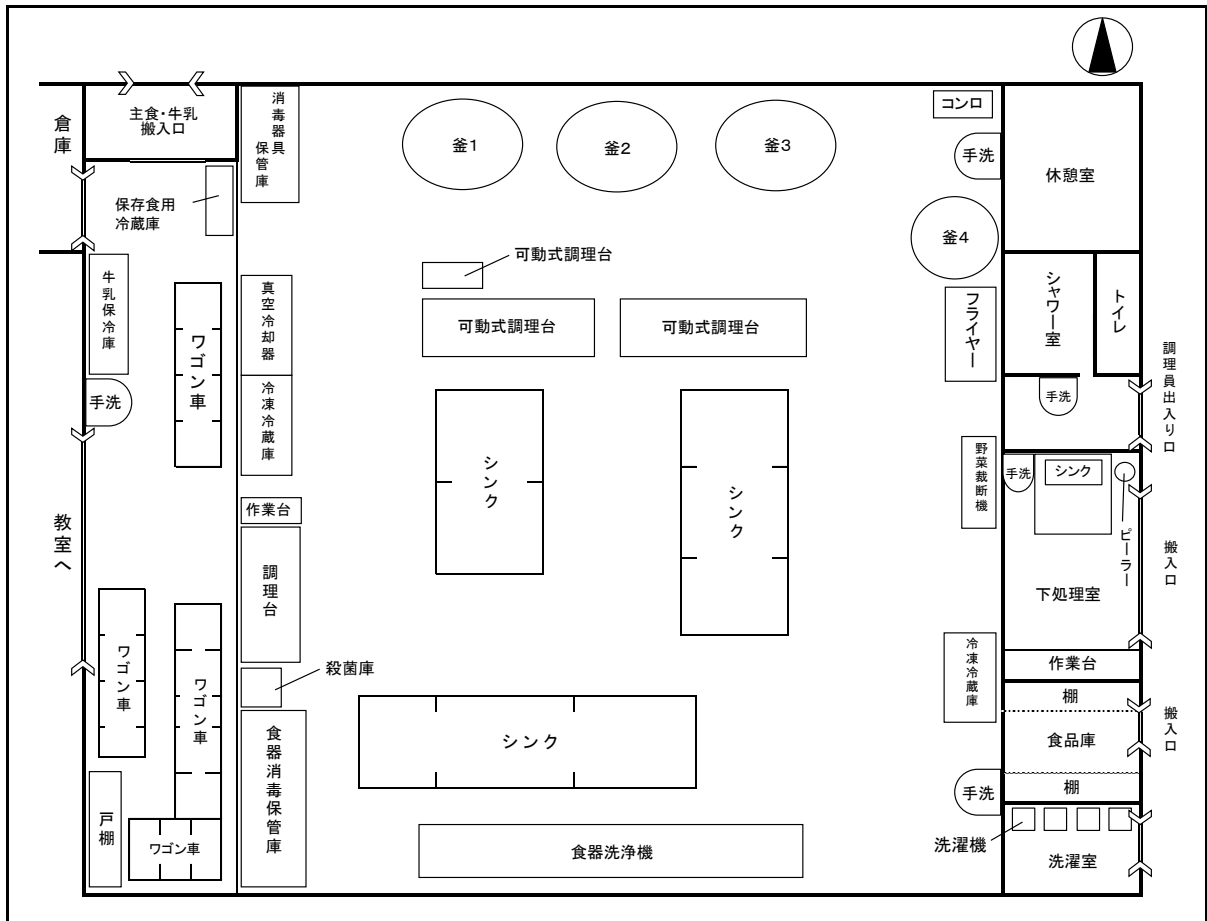 倉庫
主食・牛乳
搬入口
消毒器具
保管庫
釜1
釜2
釜3
コンロ
手洗
休憩室
保存食用
冷蔵庫
釜4
可動式調理台
牛乳保冷庫
ワゴン車
真空冷却器
可動式調理台
可動式調理台
フライヤー
シャワー室
トイレ
調理員出入り口
手洗
冷凍冷蔵庫
手洗
シンク
シンク
野菜裁断機
手洗
シンク
ピーラー
搬入口
教室へ
作業台
調理台
下処理室
殺菌庫
ワゴン車
ワゴン車
冷凍冷蔵庫
作業台
棚
食品庫
棚
搬入口
シンク
食器消毒保管庫
手洗
戸棚
ワゴン車
食器洗浄機
洗濯機
洗濯室